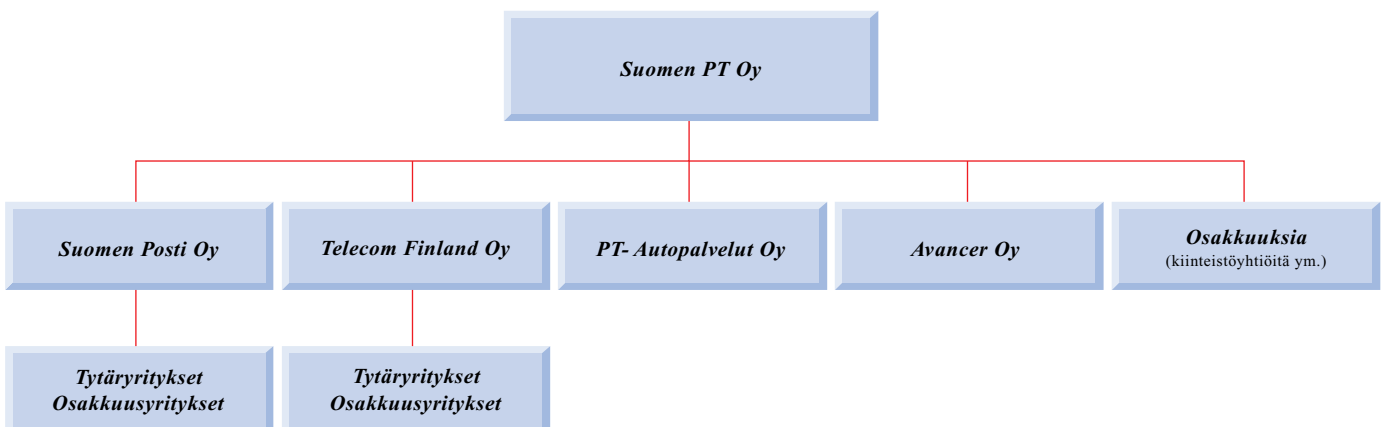 Suomen PT Oy
Suomen Posti Oy
Telecom Finland Oy
PT- Autopalvelut Oy
Avancer Oy
Osakkuuksia
(kiinteistöyhtiöitä ym.)
Tytäryritykset
Osakkuusyritykset
Tytäryritykset
Osakkuusyritykset